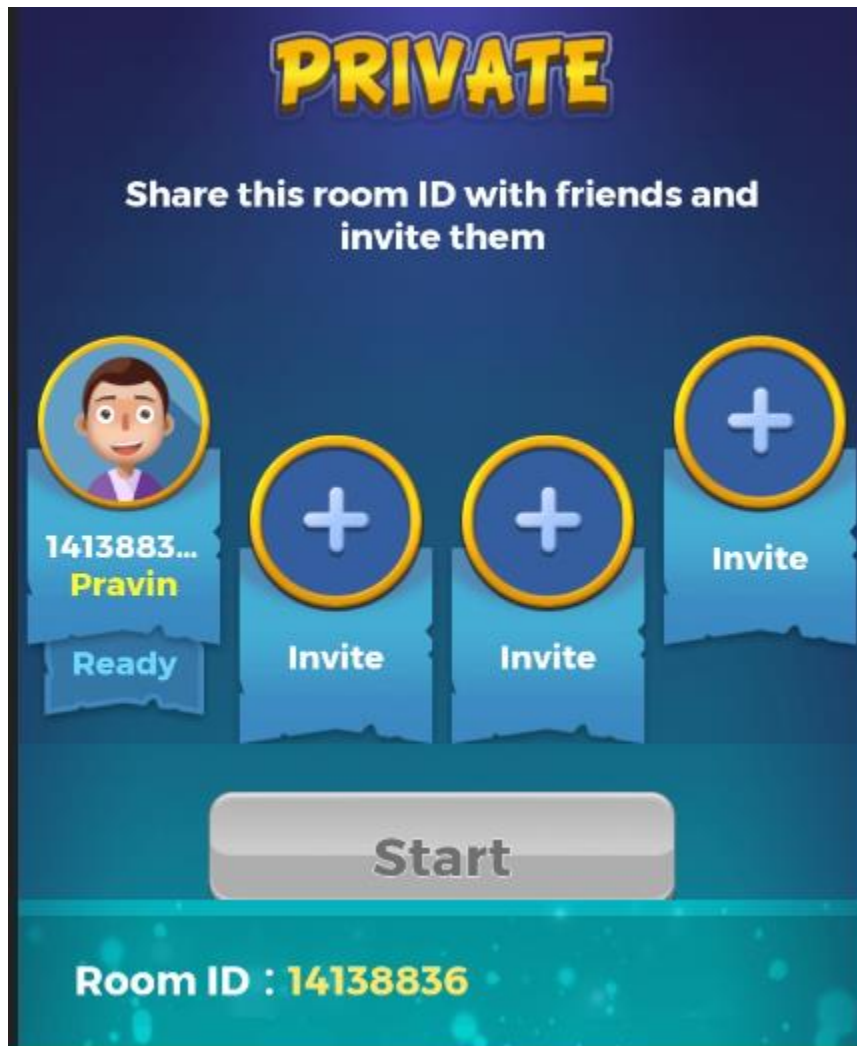 PRIVATE
Share this room ID with friends and
invite them
1413883...
Pravin
Ready
Invite
Invite
Invite
Start
Room ID : 14138836